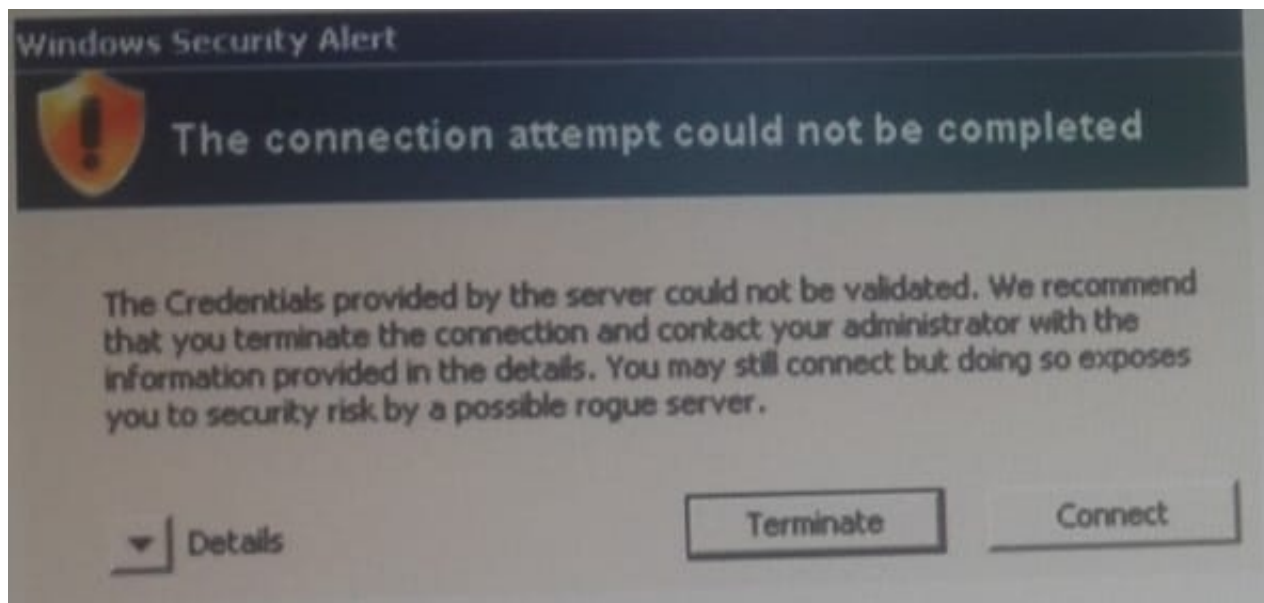 Windows Security Alert
The connection attempt could not be completed
The Credentials provided by the server could not be validated. We recommend
that you terminate the connection and contact your administrator with the
information provided in the details. You may still connect but doing so exposes
you to security risk by a possible rogue server.
Details
Terminate
Connect